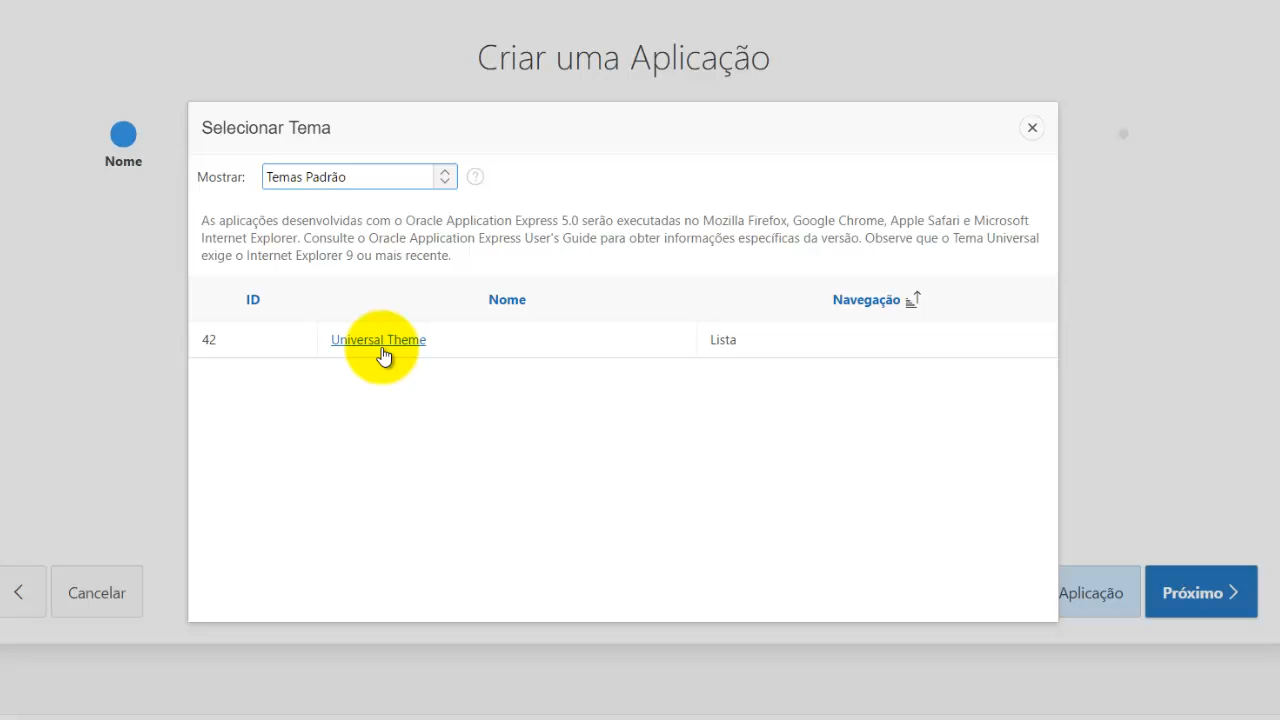 Criar uma Aplicação
Nome
Selecionar Tema
Mostrar: Temas Padrão
As aplicações desenvolvidas com o Oracle Application Express 5.0 serão executadas no Mozilla Firefox, Google Chrome, Apple Safari e Microsoft
Internet Explorer. Consulte o Oracle Application Express User's Guide para obter informações específicas da versão. Observe que o Tema Universal
exige o Internet Explorer 9 ou mais recente.
ID Nome Navegação
42 Universal Theme Lista
Cancelar Aplicação Próximo